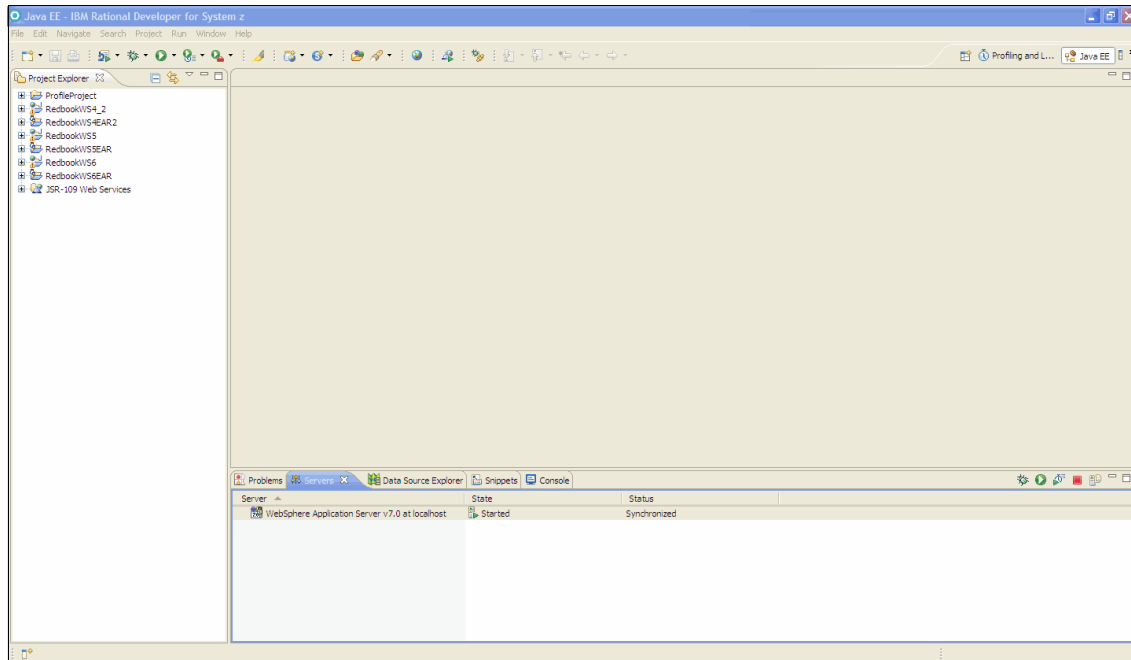 Java EE - IBM Rational Developer for System z
File Edit Navigate Search Project Run Window Help
Profiling and L... Java EE
Project Explorer
ProfileProject
RedbookWS4_2
RedbookWS4EAR2
RedbookWS5
RedbookWS5EAR
RedbookWS6
RedbookWS6EAR
JSR-109 Web Services
Problems Servers Data Source Explorer Snippets Console
Server State Status
WebSphere Application Server v7.0 at localhost Started Synchronized